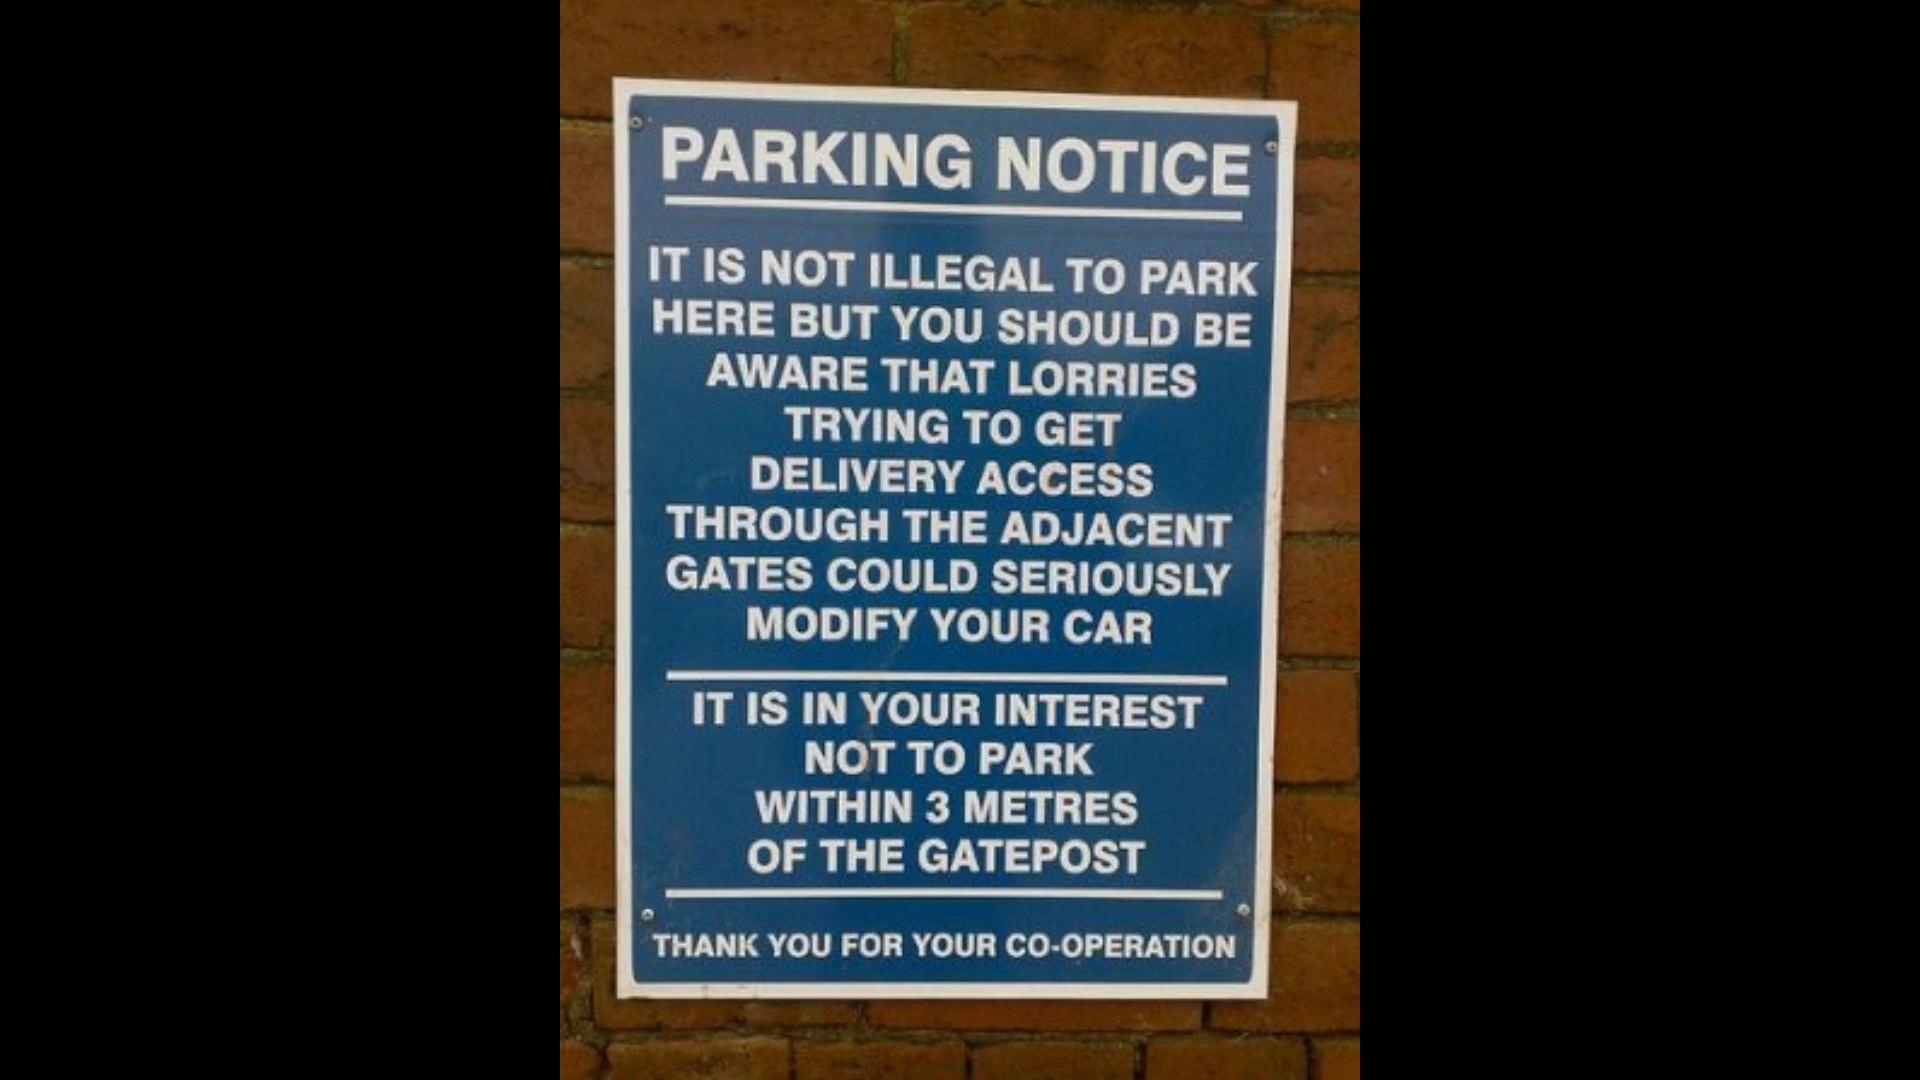 PARKING NOTICE
IT IS NOT ILLEGAL TO PARK
HERE BUT YOU SHOULD BE
AWARE THAT LORRIES
TRYING TO GET
DELIVERY ACCESS
THROUGH THE ADJACENT
GATES COULD SERIOUSLY
MODIFY YOUR CAR
IT IS IN YOUR INTEREST
NOT TO PARK
WITHIN 3 METRES
OF THE GATEPOST
THANK YOU FOR YOUR CO-OPERATION